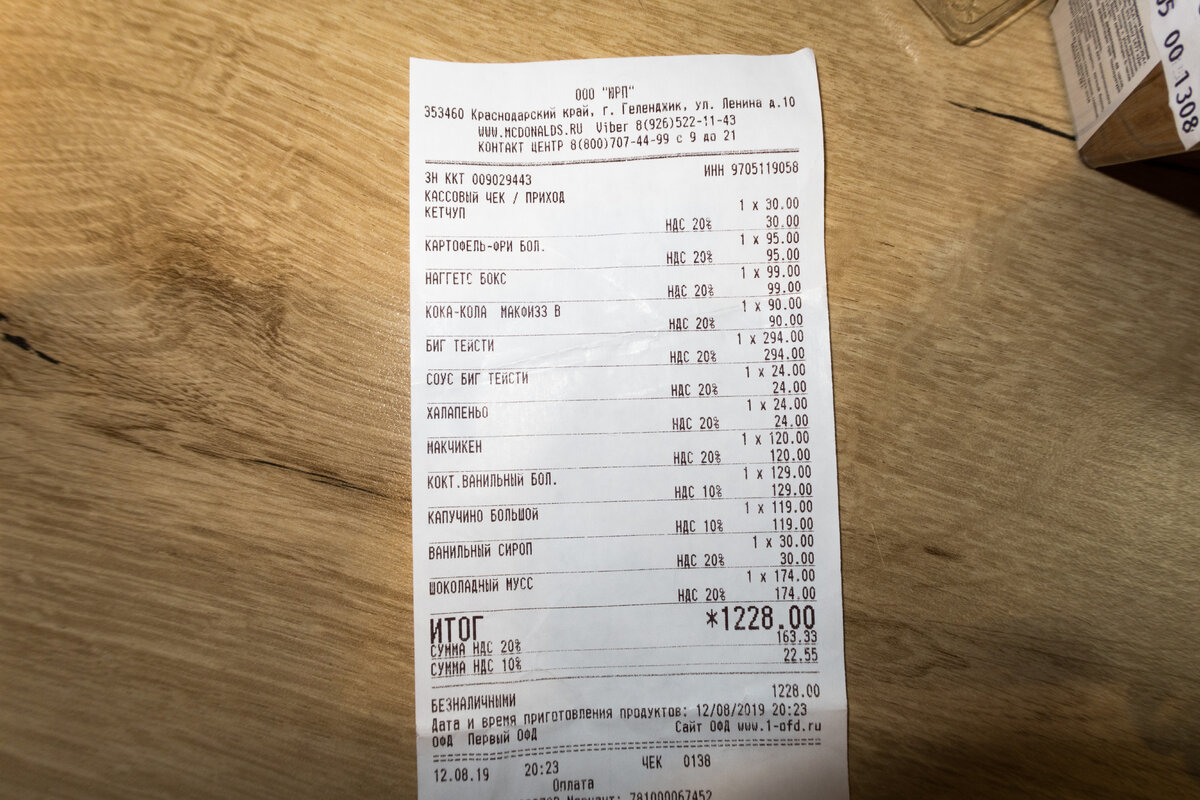 ООО "ЮРП"
353460 Краснодарский край, г. Геленджик, ул. Ленина д.10
WWW.MCDONALDS.RU Viber 8(926)522-11-43
КОНТАКТ ЦЕНТР 8(800)707-44-99 с 9 до 21
ЗН ККТ 009029443 ИНН 9705119058
КАССОВЫЙ ЧЕК / ПРИХОД
КЕТЧУП 1 x 30.00
НДС 20% 30.00
КАРТОФЕЛЬ-ФРИ БОЛ. 1 x 95.00
НДС 20% 95.00
НАГГЕТС БОКС 1 x 99.00
НДС 20% 99.00
КОКА-КОЛА МАКФИЗЗ В 1 x 90.00
НДС 20% 90.00
БИГ ТЕЙСТИ 1 x 294.00
НДС 20% 294.00
СОУС БИГ ТЕЙСТИ 1 x 24.00
НДС 20% 24.00
ХАЛАПЕНЬО 1 x 24.00
НДС 20% 24.00
МАКЧИКЕН 1 x 120.00
НДС 20% 120.00
КОКТ.ВАНИЛЬНЫЙ БОЛ. 1 x 129.00
НДС 10% 129.00
КАПУЧИНО БОЛЬШОЙ 1 x 119.00
НДС 10% 119.00
ВАНИЛЬНЫЙ СИРОП 1 x 30.00
НДС 20% 30.00
ШОКОЛАДНЫЙ МУСС 1 x 174.00
НДС 20% 174.00
ИТОГ *1228.00
СУММА НДС 20% 163.33
СУММА НДС 10% 22.55
БЕЗНАЛИЧНЫМИ 1228.00
Дата и время приготовления продуктов: 12/08/2019 20:23
ОФД Первый ОФД Сайт ОФД www.1-ofd.ru
12.08.19 20:23 ЧЕК 0138
Оплата
781000067452
00 1308